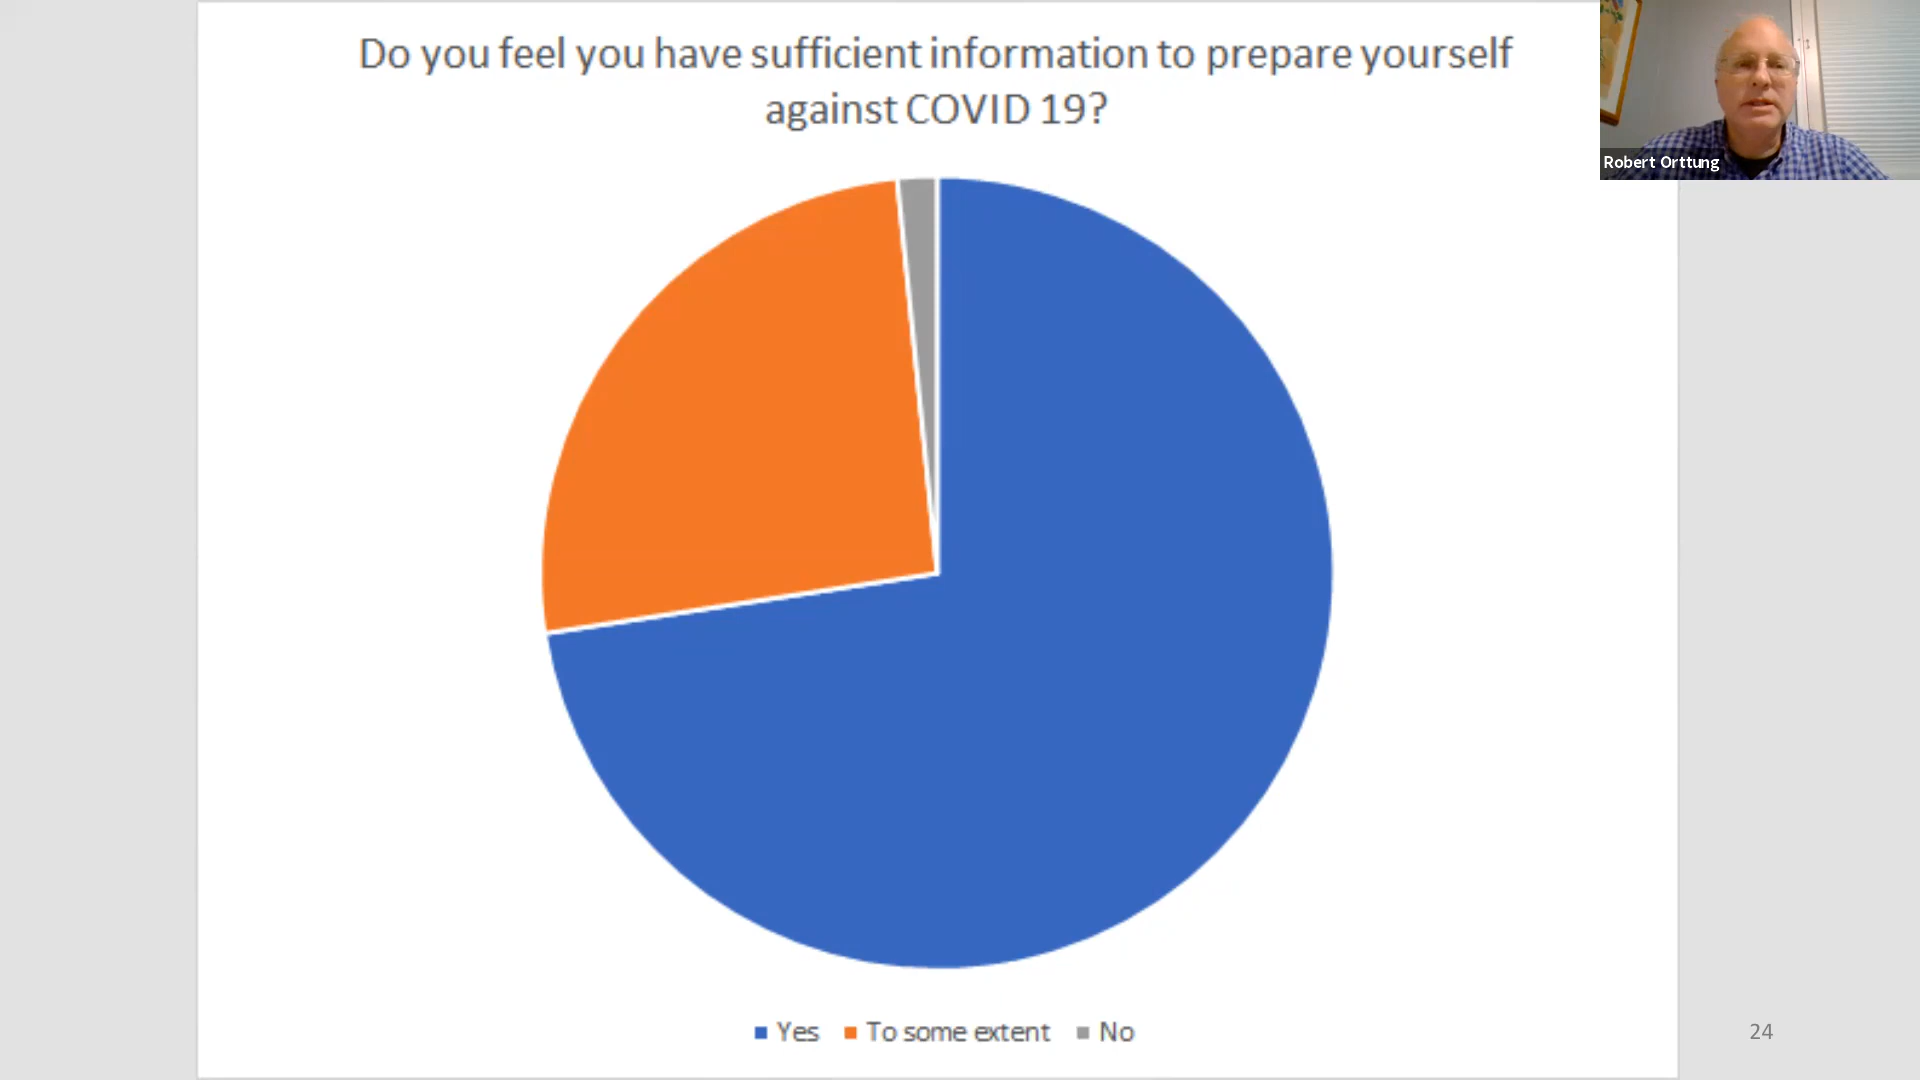 Do you feel you have sufficient information to prepare yourself
against COVID 19?
Robert Orttung
Yes To some extent No
24